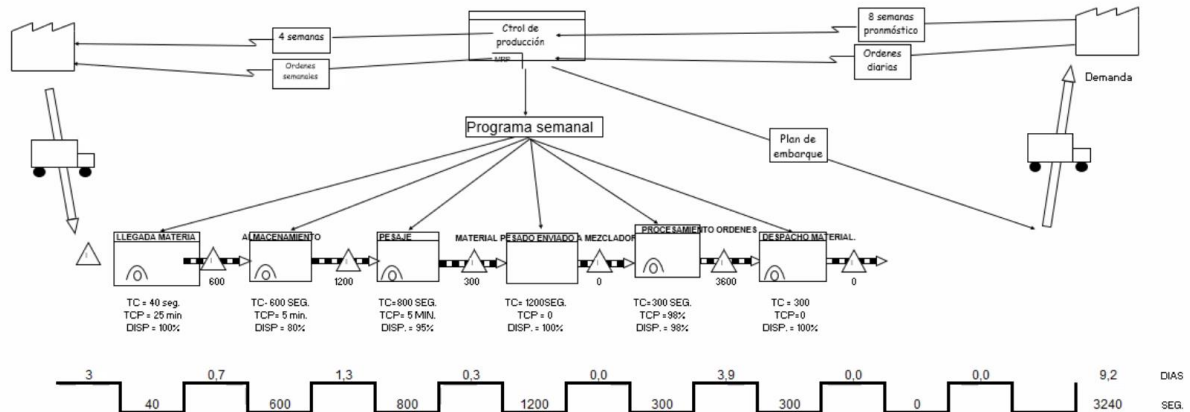 4 semanas
Ctrol de
producción
MRP
8 semanas
pronmóstico
Ordenes
semanales
Ordenes
diarias
Demanda
Programa semanal
Plan de
embarque
LLEGADA MATERIA
ALMACENAMIENTO
PESAJE
MATERIAL PESADO ENVIADO A MEZCLADOR
PROCESAMIENTO ORDENES
DESPACHO MATERIAL.
600
1200
300
0
3600
0
TC = 40 seg.
TCP = 25 min
DISP = 100%
TC- 600 SEG.
TCP= 5 min.
DISP = 80%
TC=800 SEG.
TCP= 5 MIN.
DISP. = 95%
TC= 1200SEG.
TCP = 0
DISP. = 100%
TC=300 SEG.
TCP=98%
DISP. = 98%
TC = 300
TCP=0
DISP. = 100%
3 0,7 1,3 0,3 0,0 3,9 0,0 0,0 9,2 DIAS
40 600 800 1200 300 300 0 3240 SEG.